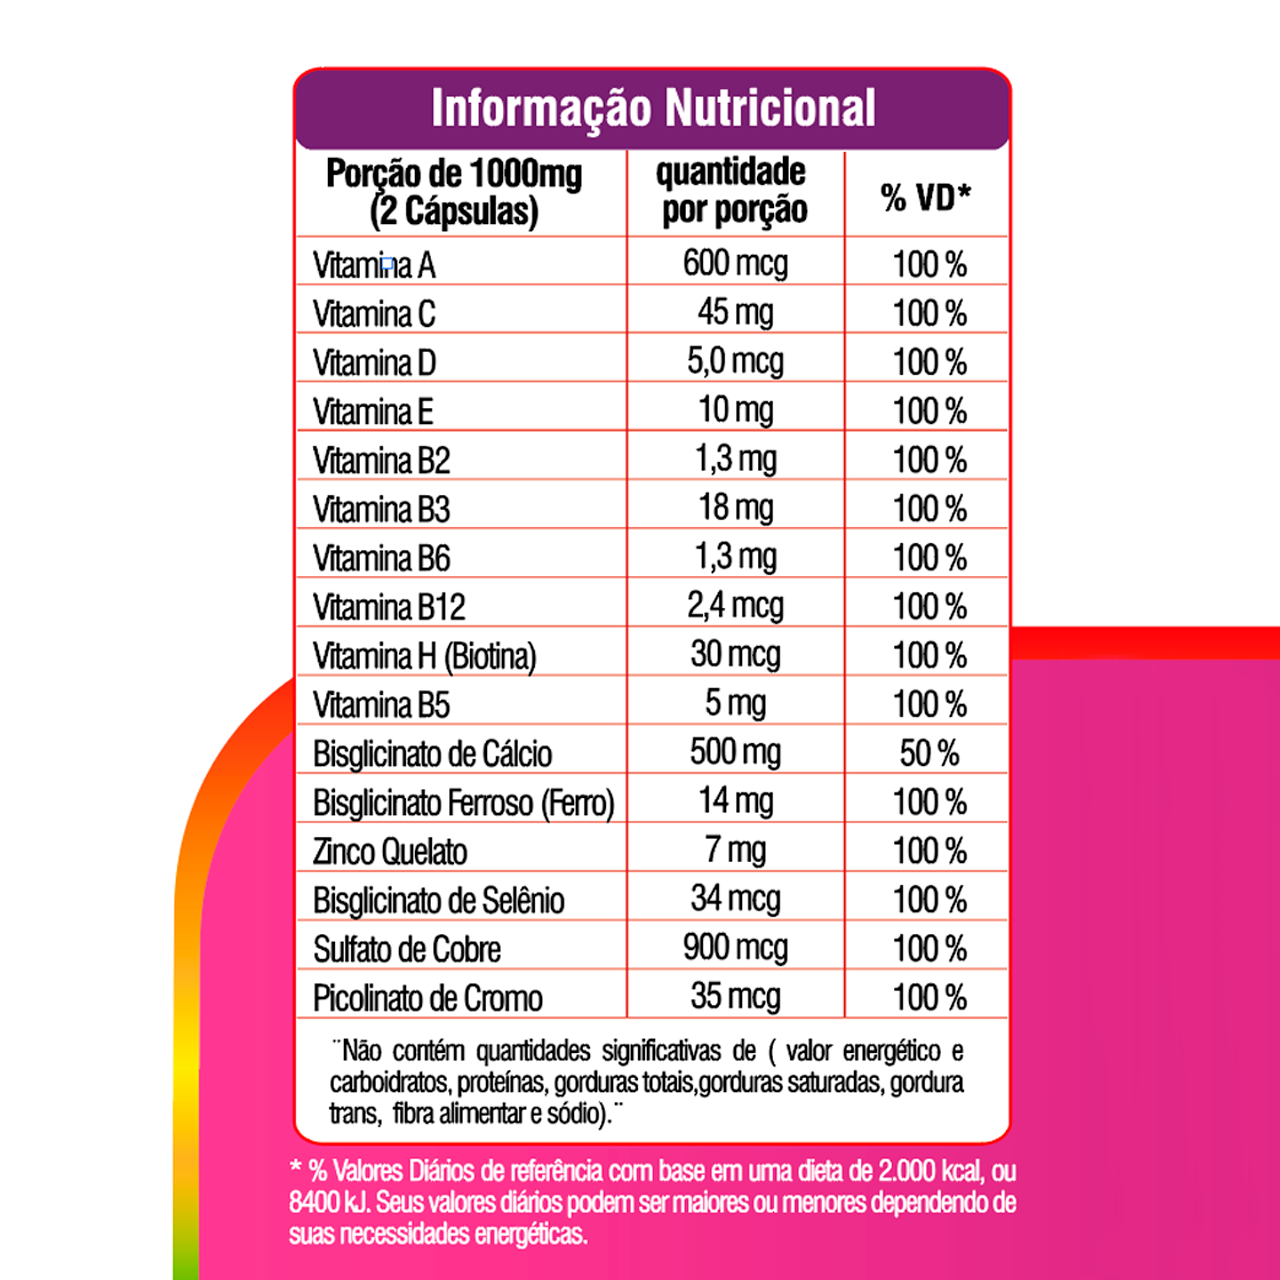 Informação Nutricional
Porção de 1000mg
(2 Cápsulas)
quantidade
por porção
% VD*
Vitamina A 600 mcg 100 %
Vitamina C 45 mg 100 %
Vitamina D 5,0 mcg 100 %
Vitamina E 10 mg 100 %
Vitamina B2 1,3 mg 100 %
Vitamina B3 18 mg 100 %
Vitamina B6 1,3 mg 100 %
Vitamina B12 2,4 mcg 100 %
Vitamina H (Biotina) 30 mcg 100 %
Vitamina B5 5 mg 100 %
Bisglicinato de Cálcio 500 mg 50 %
Bisglicinato Ferroso (Ferro) 14 mg 100 %
Zinco Quelato 7 mg 100 %
Bisglicinato de Selênio 34 mcg 100 %
Sulfato de Cobre 900 mcg 100 %
Picolinato de Cromo 35 mcg 100 %
¨Não contém quantidades significativas de ( valor energético e
carboidratos, proteínas, gorduras totais,gorduras saturadas, gordura
trans, fibra alimentar e sódio).¨
* % Valores Diários de referência com base em uma dieta de 2.000 kcal, ou
8400 kJ. Seus valores diários podem ser maiores ou menores dependendo de
suas necessidades energéticas.